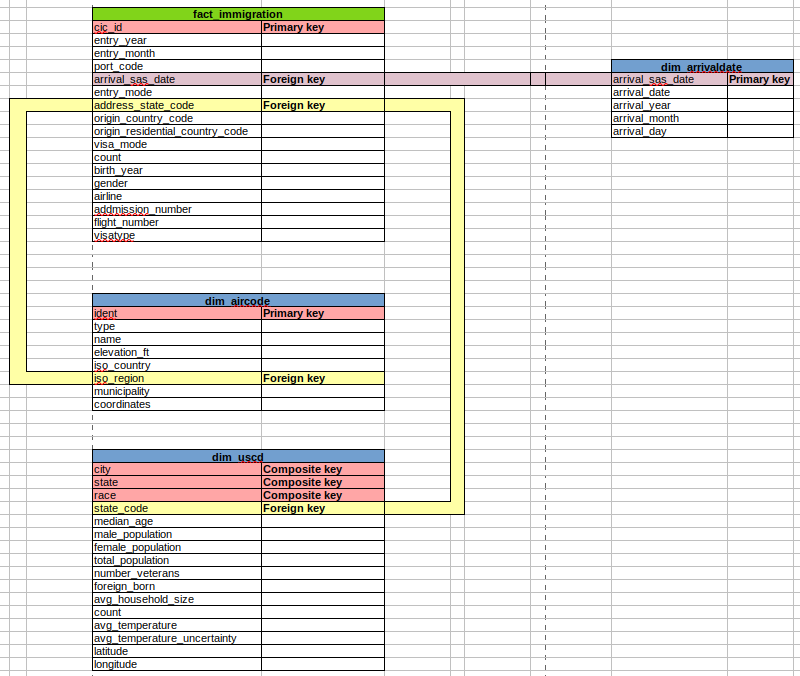 fact_immigration
cic_id Primary key
entry_year
entry_month
port_code
arrival_sas_date Foreign key
entry_mode
address_state_code Foreign key
origin_country_code
origin_residential_country_code
visa_mode
count
birth_year
gender
airline
addmission_number
flight_number
visatype
dim_arrivaldate
arrival_sas_date Primary key
arrival_date
arrival_year
arrival_month
arrival_day
dim_aircode
ident Primary key
type
name
elevation_ft
iso_country
iso_region Foreign key
municipality
coordinates
dim_uscd
city Composite key
state Composite key
race Composite key
state_code Foreign key
median_age
male_population
female_population
total_population
number_veterans
foreign_born
avg_household_size
count
avg_temperature
avg_temperature_uncertainty
latitude
longitude